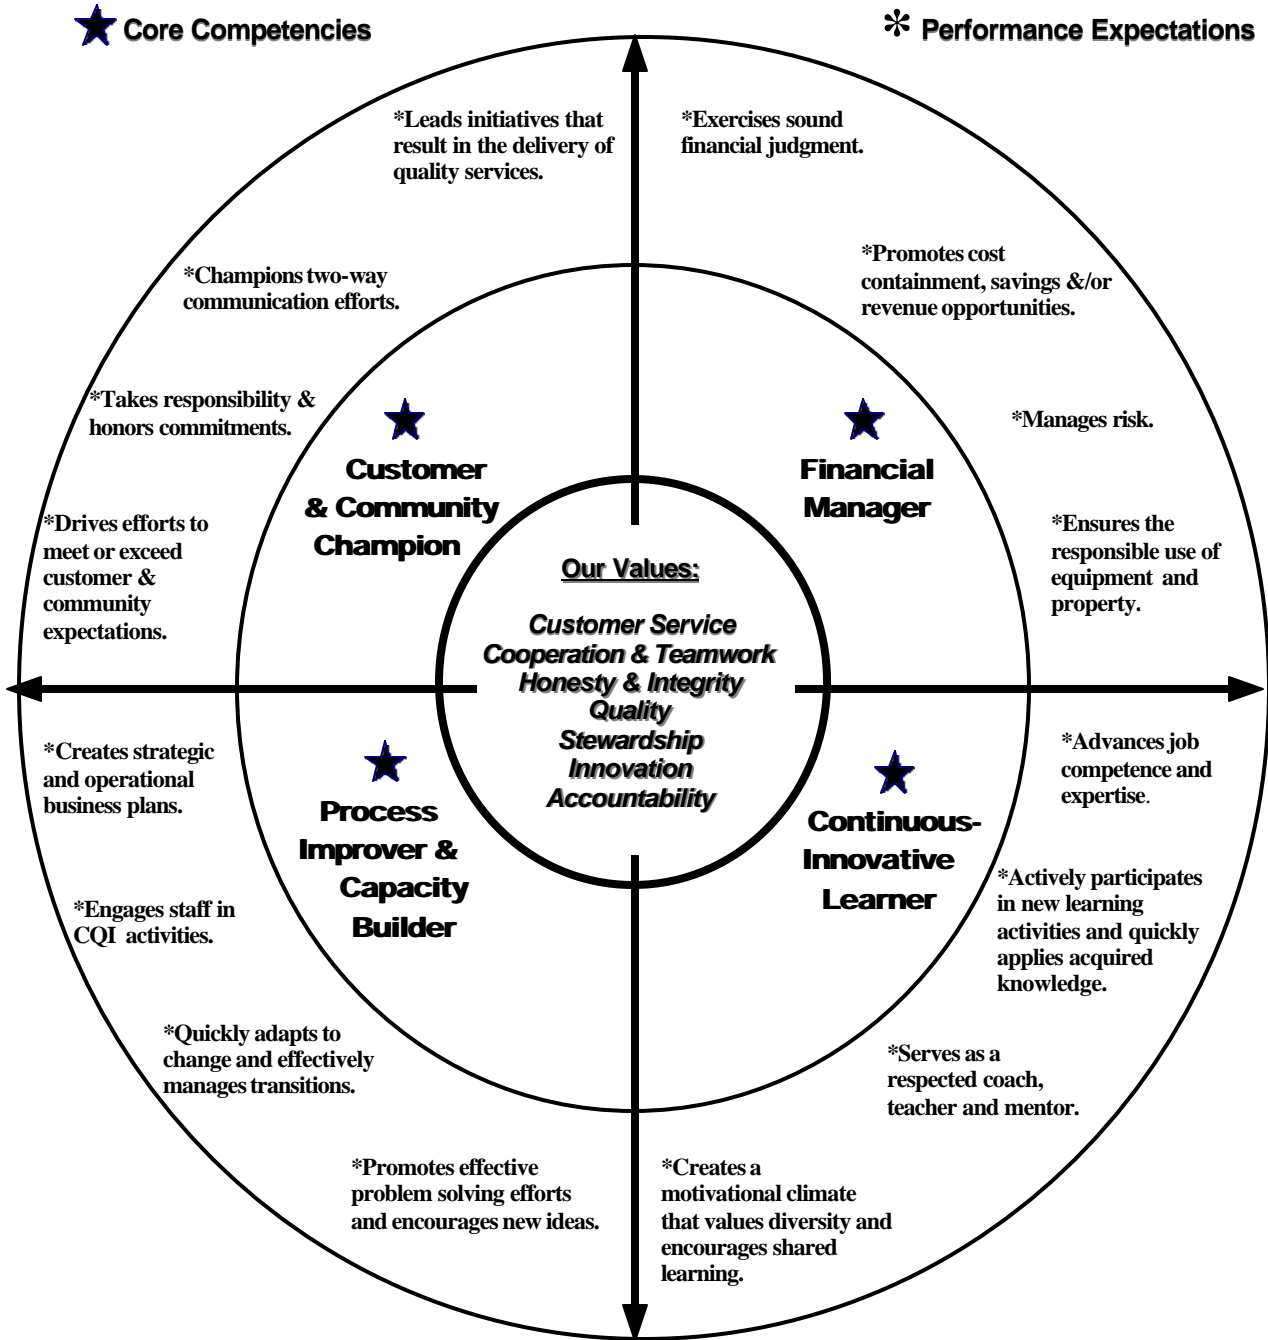 ★ Core Competencies
* Performance Expectations
*Leads initiatives that
result in the delivery of
quality services.
*Exercises sound
financial judgment.
*Champions two-way
communication efforts.
*Promotes cost
containment, savings &/or
revenue opportunities.
*Takes responsibility &
honors commitments.
*Manages risk.
*Drives efforts to
meet or exceed
customer &
community
expectations.
*Ensures the
responsible use of
equipment and
property.
★
Customer
& Community
Champion
★
Financial
Manager
Our Values:
Customer Service
Cooperation & Teamwork
Honesty & Integrity
Quality
Stewardship
Innovation
Accountability
★
Process
Improver &
Capacity
Builder
★
Continuous-
Innovative
Learner
*Creates strategic
and operational
business plans.
*Advances job
competence and
expertise.
*Engages staff in
CQI activities.
*Actively participates
in new learning
activities and quickly
applies acquired
knowledge.
*Quickly adapts to
change and effectively
manages transitions.
*Serves as a
respected coach,
teacher and mentor.
*Promotes effective
problem solving efforts
and encourages new ideas.
*Creates a
motivational climate
that values diversity and
encourages shared
learning.